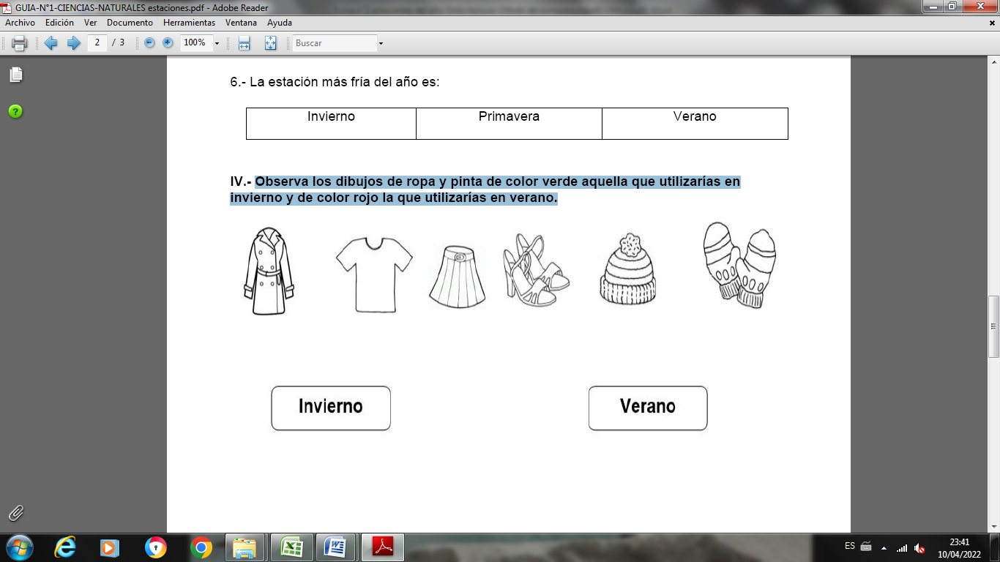 GUIA-N°1-CIENCIAS-NATURALES estaciones.pdf - Adobe Reader
Archivo Edición Ver Documento Herramientas Ventana Ayuda
2 / 3 100% Buscar
6.- La estación más fría del año es:
Invierno Primavera Verano
IV.- Observa los dibujos de ropa y pinta de color verde aquella que utilizarías en
invierno y de color rojo la que utilizarías en verano.
Invierno Verano
ES 23:41
10/04/2022